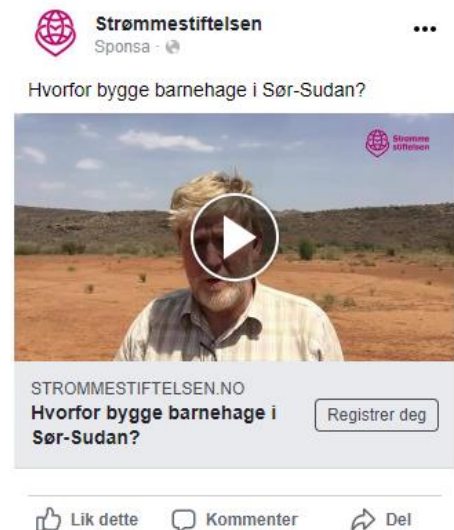 Strømmestiftelsen
Sponsa ·
Hvorfor bygge barnehage i Sør-Sudan?
Strømme
stiftelsen
STROMMESTIFTELSEN.NO
Hvorfor bygge barnehage i
Sør-Sudan?
Registrer deg
Lik dette
Kommenter
Del